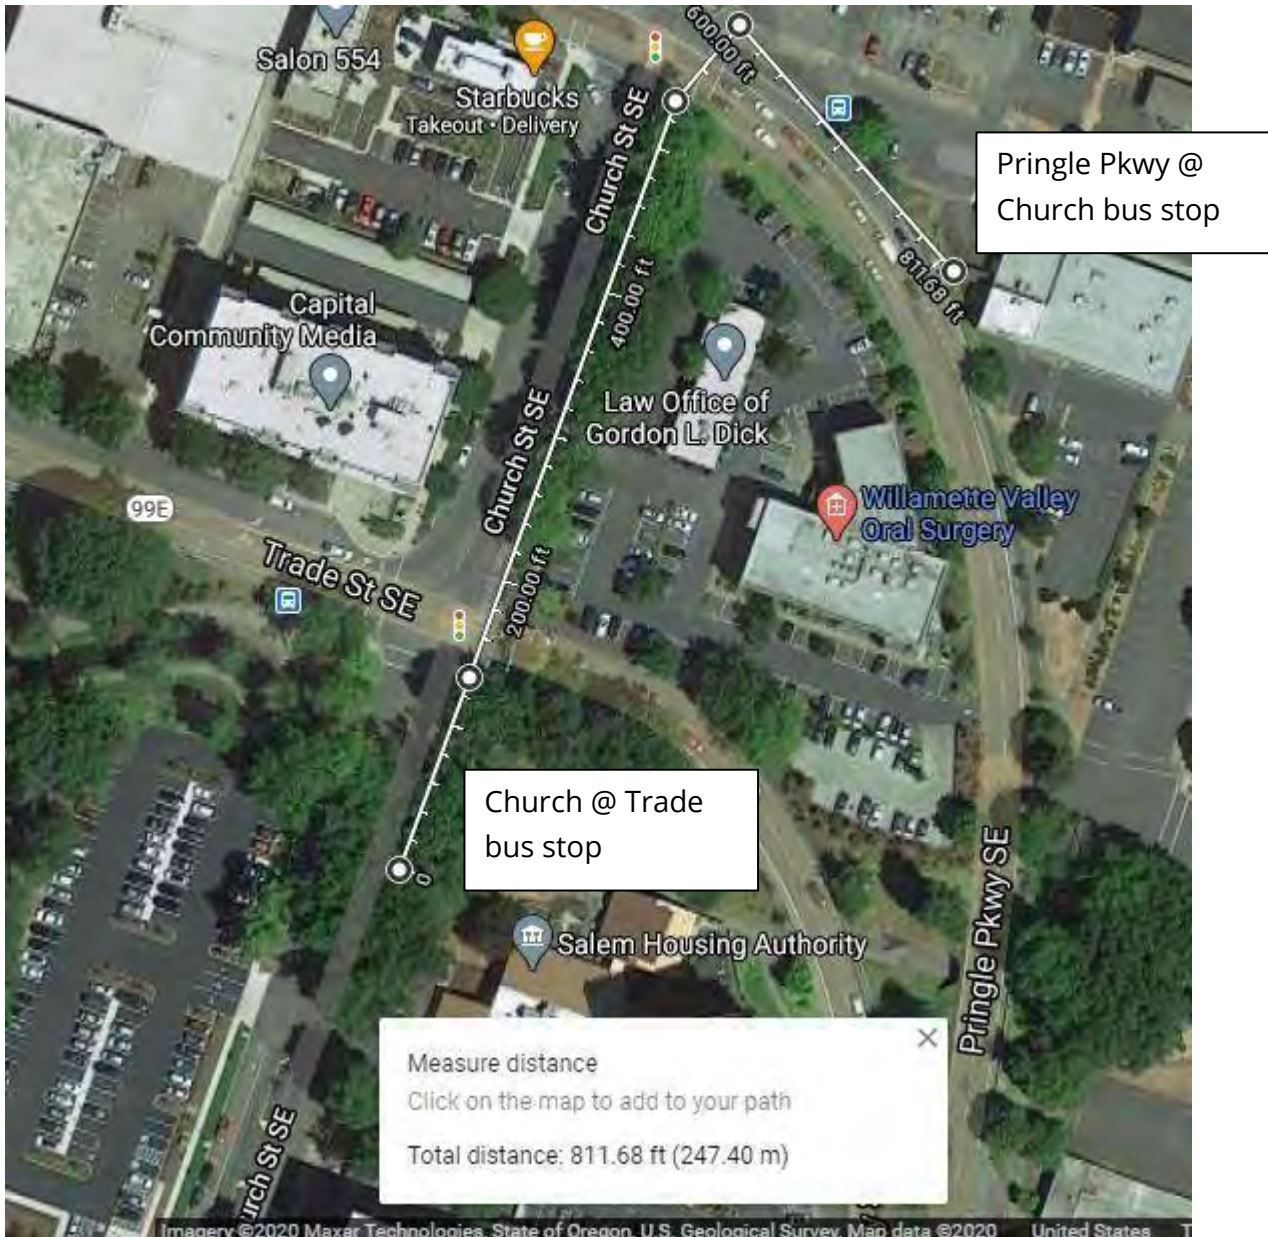 Salon 554
Starbucks
Takeout • Delivery
600.00 ft
Church St SE
Pringle Pkwy @
Church bus stop
811.68 ft
400.00 ft
Capital
Community Media
Law Office of
Gordon L. Dick
Church St SE
Willamette Valley
Oral Surgery
99E
Trade St SE
200.00 ft
Church @ Trade
bus stop
0
Pringle Pkwy SE
Salem Housing Authority
Measure distance
Click on the map to add to your path
Total distance: 811.68 ft (247.40 m)
urch St SE
Imagery ©2020 Maxar Technologies, State of Oregon, U.S. Geological Survey, Map data ©2020 United States T